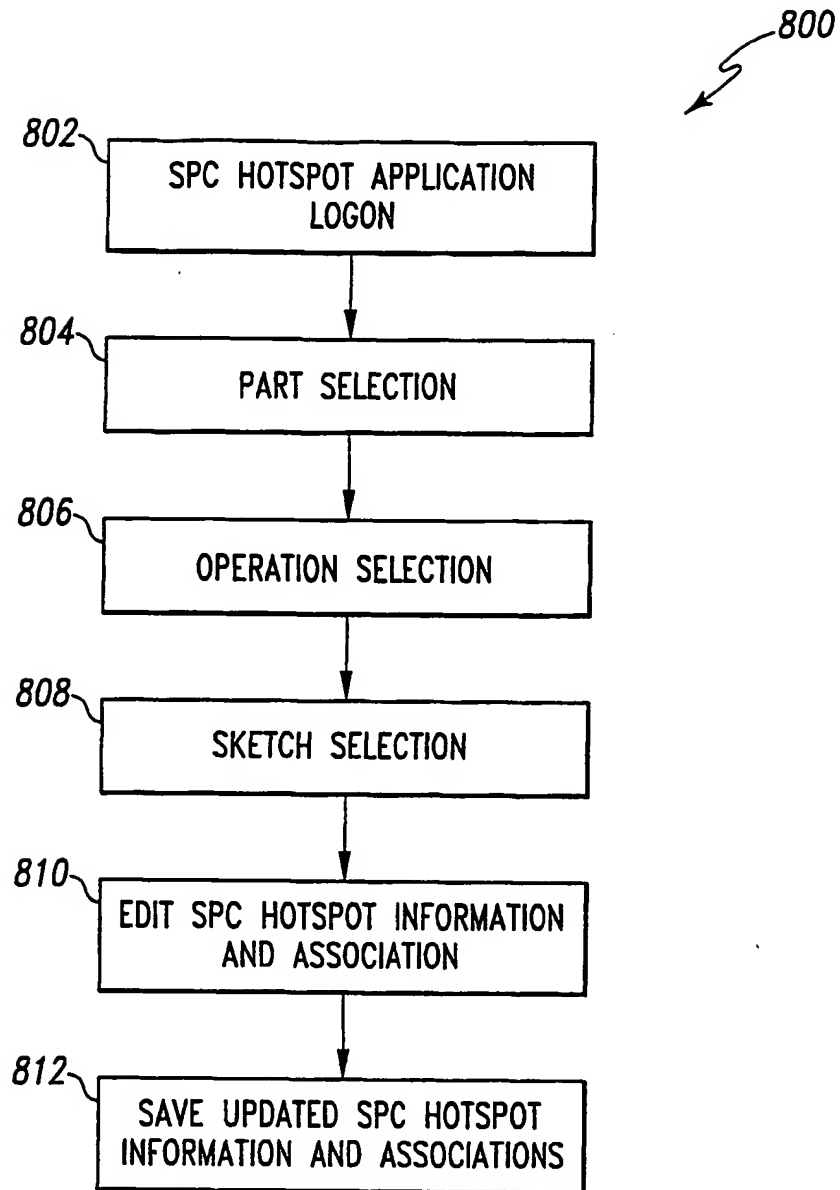 800
802
SPC HOTSPOT APPLICATION
LOGON
804
PART SELECTION
806
OPERATION SELECTION
808
SKETCH SELECTION
810
EDIT SPC HOTSPOT INFORMATION
AND ASSOCIATION
812
SAVE UPDATED SPC HOTSPOT
INFORMATION AND ASSOCIATIONS